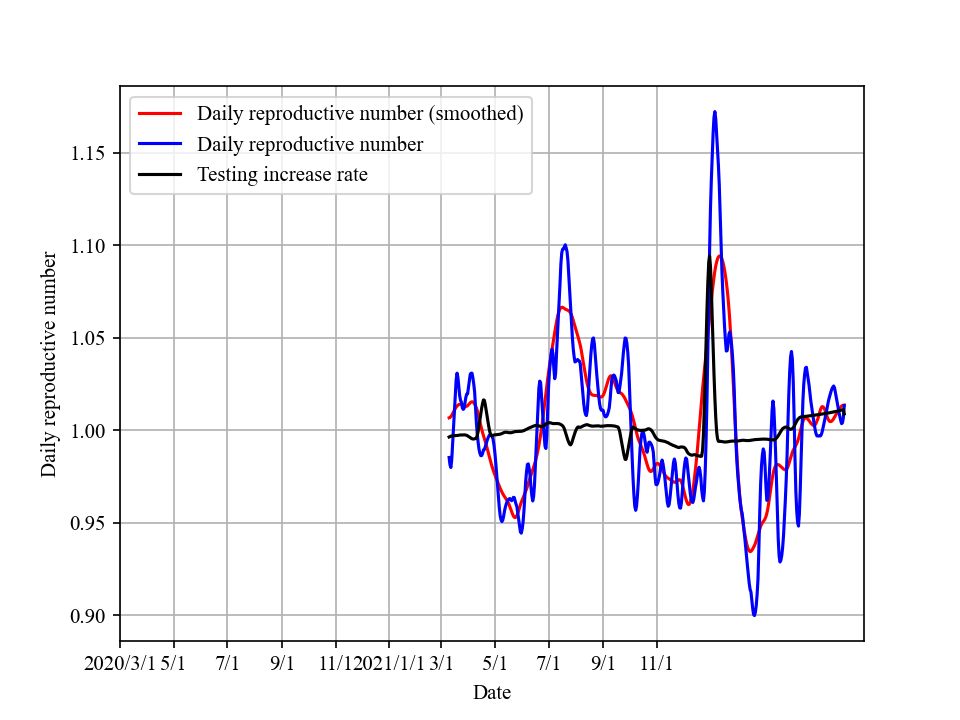 Daily reproductive number (smoothed)
Daily reproductive number
Testing increase rate
Daily reproductive number
1.15
1.10
1.05
1.00
0.95
0.90
2020/3/1 5/1 7/1 9/1 11/1 2021/1/1 3/1 5/1 7/1 9/1 11/1
Date